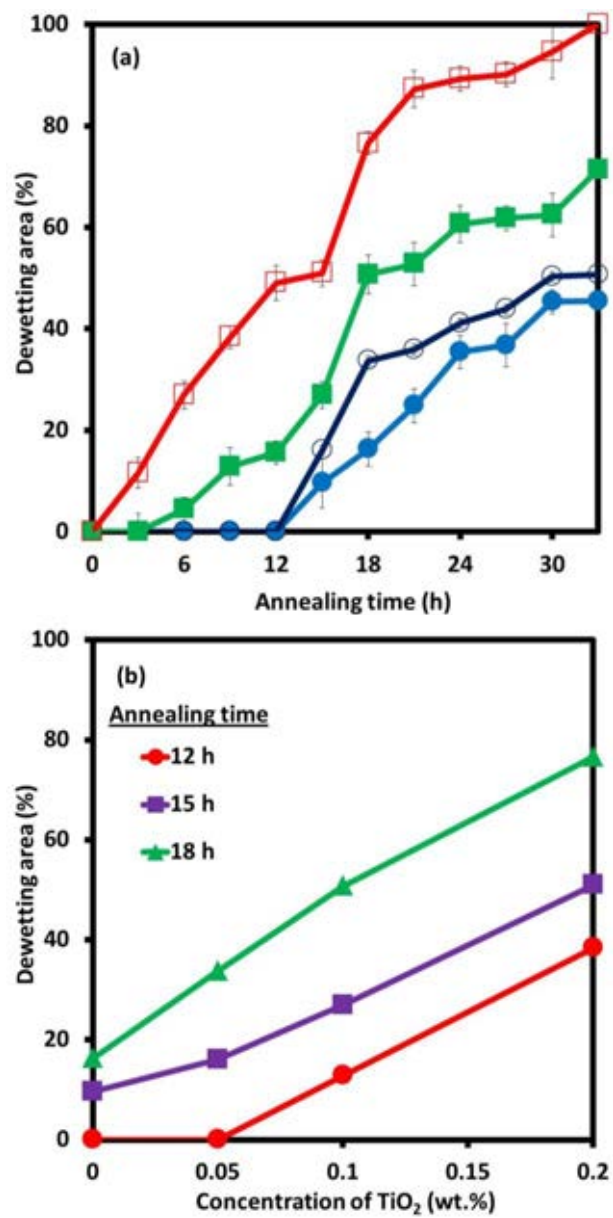 100
(a)
80
60
40
20
0
Dewetting area (%)
0 6 12 18 24 30
Annealing time (h)
100
(b)
Annealing time
12 h
15 h
18 h
80
60
40
20
0
Dewetting area (%)
0 0.05 0.1 0.15 0.2
Concentration of TiO₂ (wt.%)